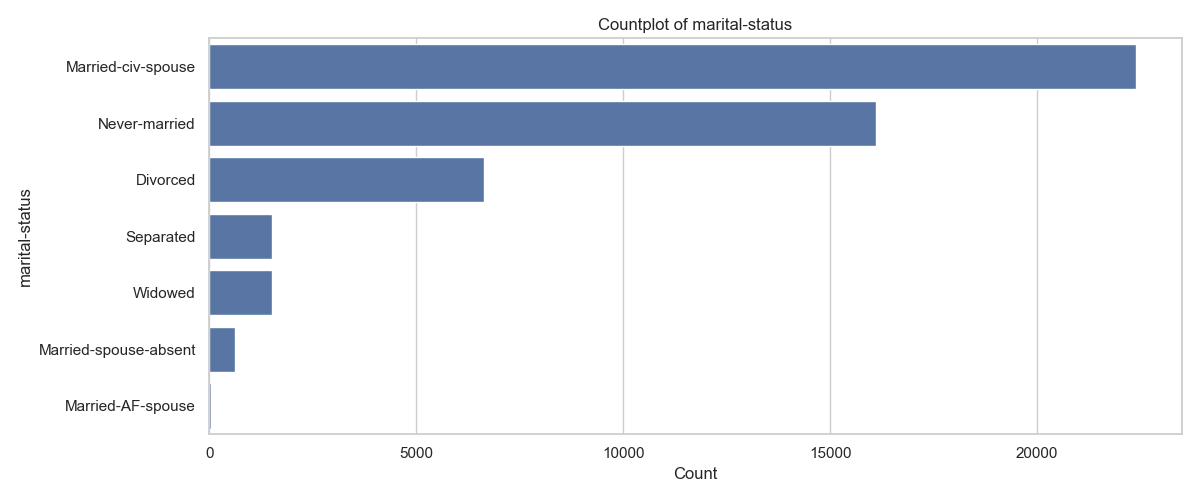 Countplot of marital-status
marital-status
Married-civ-spouse
Never-married
Divorced
Separated
Widowed
Married-spouse-absent
Married-AF-spouse
0 5000 10000 15000 20000
Count